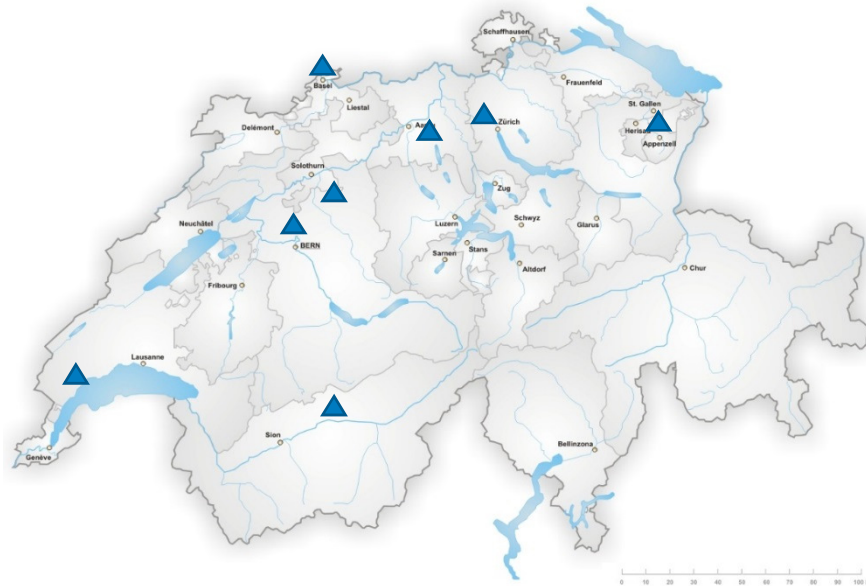 Schaffhausen
Frauenfeld
Basel
Liestal
St. Gallen
Zürich
Herisau
Delémont
Appenzell
Solothurn
Zug
Neuchâtel
Luzern
Schwyz
Glarus
BERN
Stans
Sarnen
Altdorf
Chur
Fribourg
Lausanne
Sion
Bellinzona
Genève
0 10 20 30 40 50 60 70 80 90 100